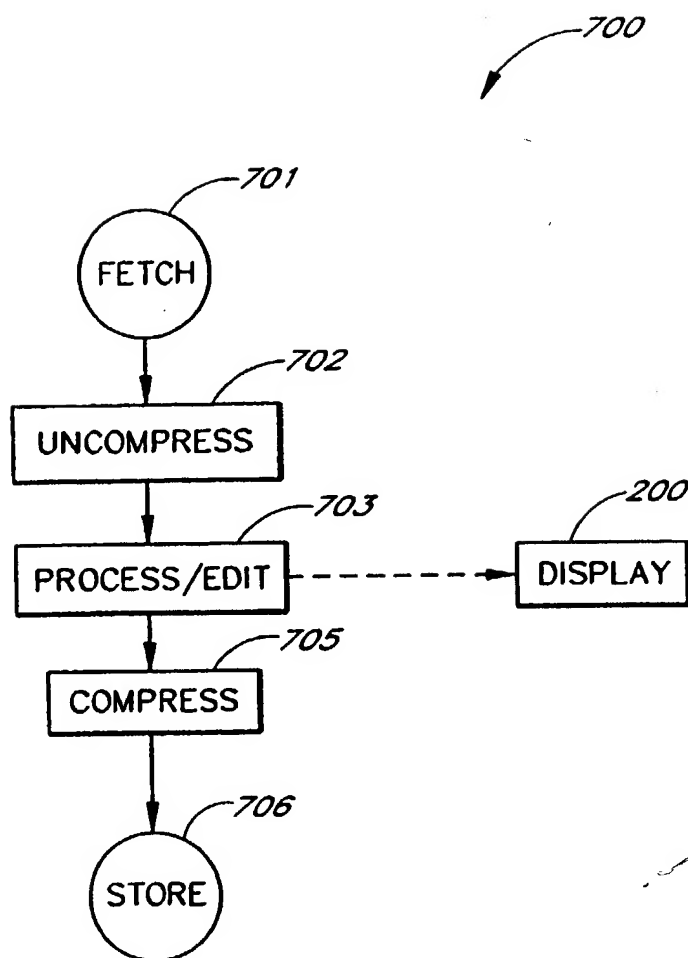 700
701
FETCH
702
UNCOMPRESS
703
PROCESS/EDIT
200
DISPLAY
705
COMPRESS
706
STORE